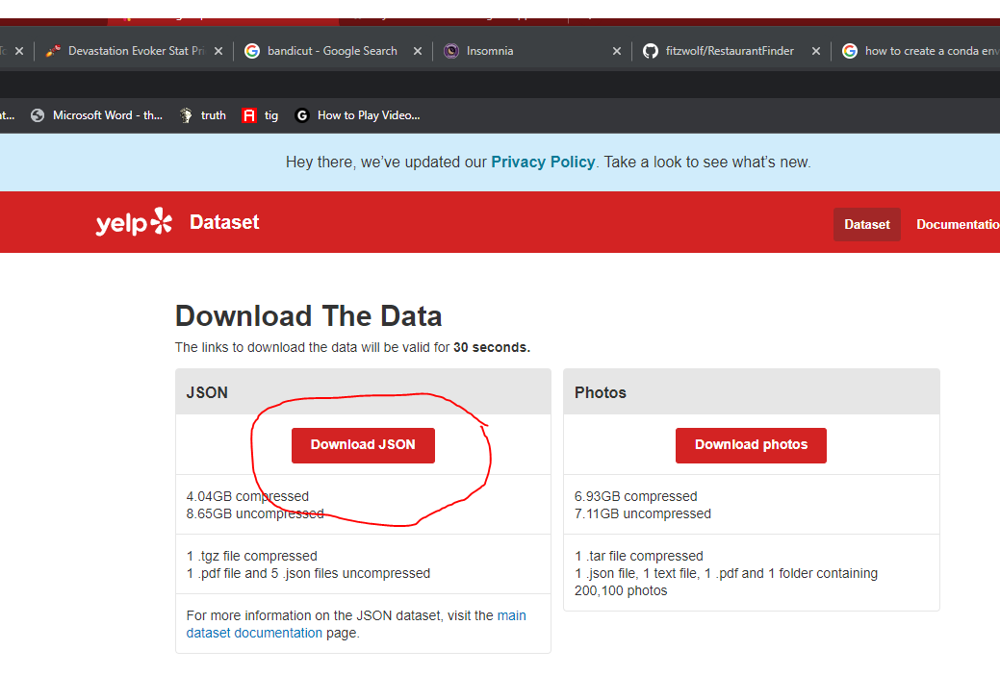 Devastation Evoker Stat Pri
bandicut - Google Search
Insomnia
fitzwolf/RestaurantFinder
how to create a conda env
Microsoft Word - th...
truth
tig
How to Play Video...
Hey there, we've updated our Privacy Policy. Take a look to see what's new.
yelp Dataset
Dataset
Documentatio
Download The Data
The links to download the data will be valid for 30 seconds.
JSON
Download JSON
4.04GB compressed
8.65GB uncompressed
1 .tgz file compressed
1 .pdf file and 5 .json files uncompressed
For more information on the JSON dataset, visit the main
dataset documentation page.
Photos
Download photos
6.93GB compressed
7.11GB uncompressed
1 .tar file compressed
1 .json file, 1 text file, 1 .pdf and 1 folder containing
200,100 photos